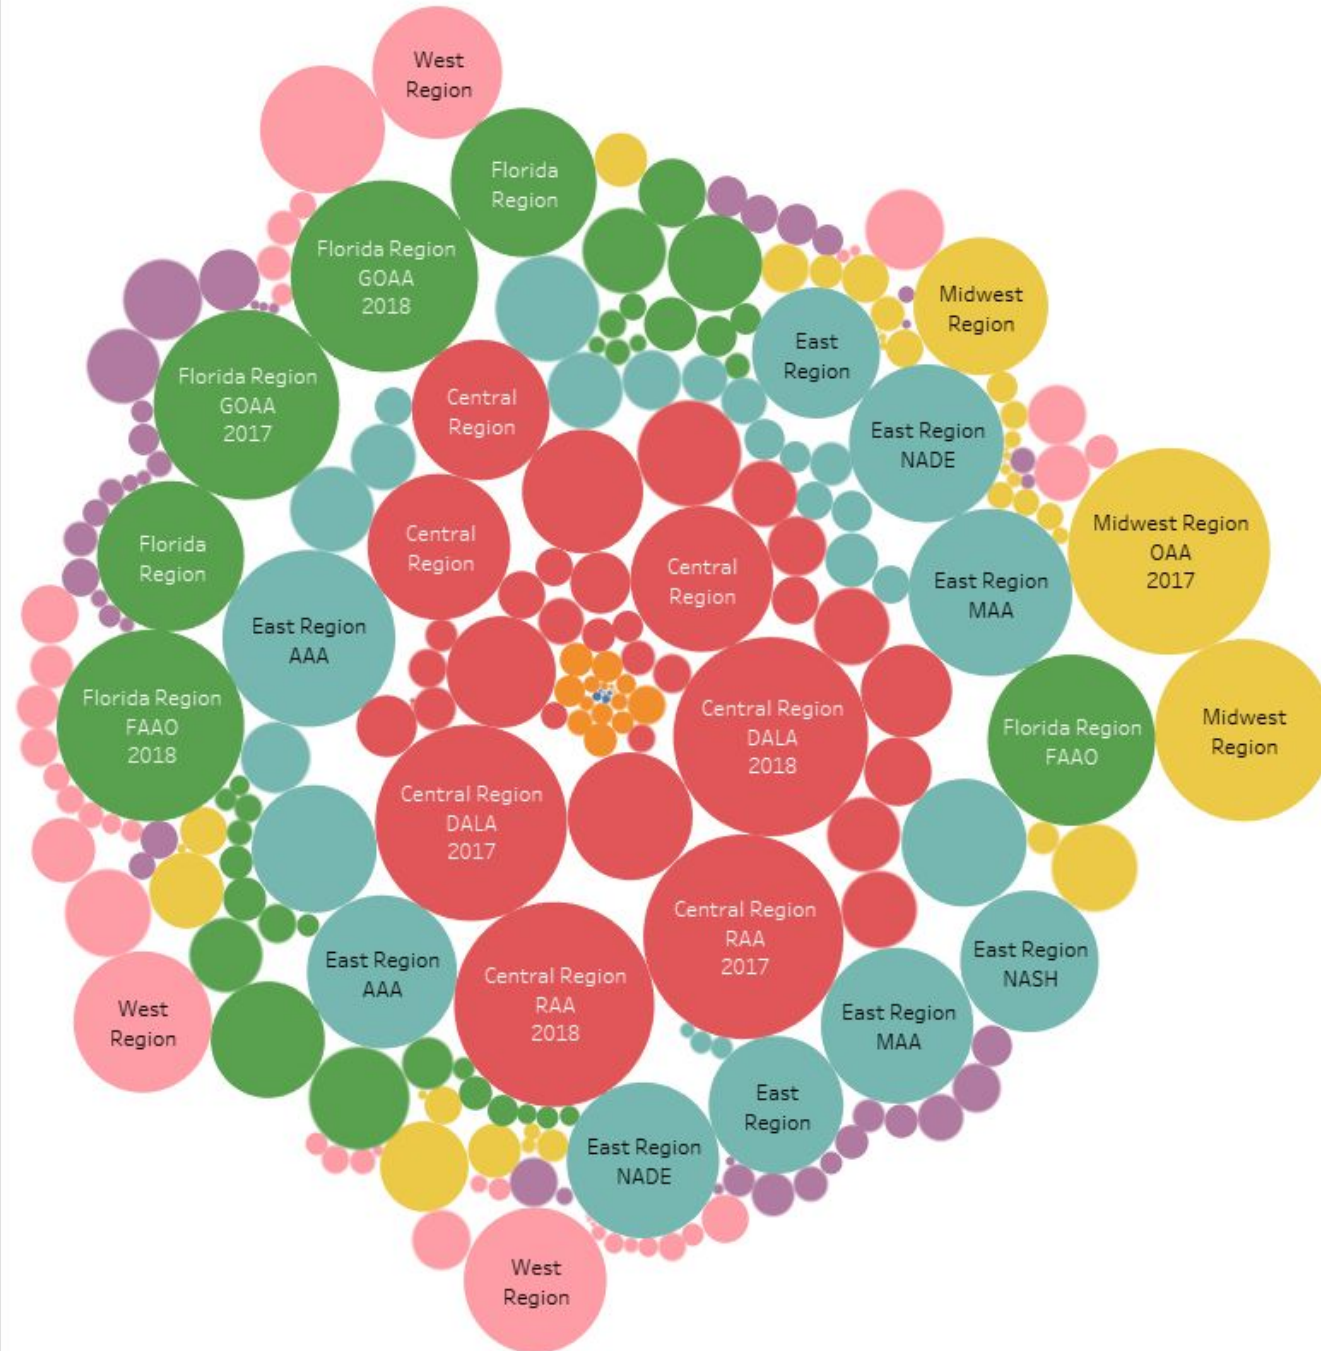 West
Region
Florida
Region
Florida Region
GOAA
2018
Midwest
Region
East
Region
Florida Region
GOAA
2017
Central
Region
East Region
NADE
Midwest Region
OAA
2017
Florida
Region
Central
Region
Central
Region
East Region
MAA
East Region
AAA
Florida Region
FAAO
2018
Central Region
DALA
2018
Florida Region
FAAO
Midwest
Region
Central Region
DALA
2017
Central Region
RAA
2017
East Region
NASH
East Region
AAA
Central Region
RAA
2018
West
Region
East Region
MAA
East
Region
East Region
NADE
West
Region